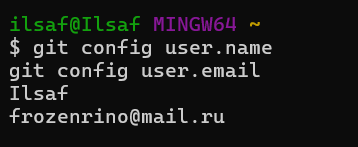 ilsaf@Ilsaf MINGW64 ~
$ git config user.name
git config user.email
Ilsaf
frozenrino@mail.ru